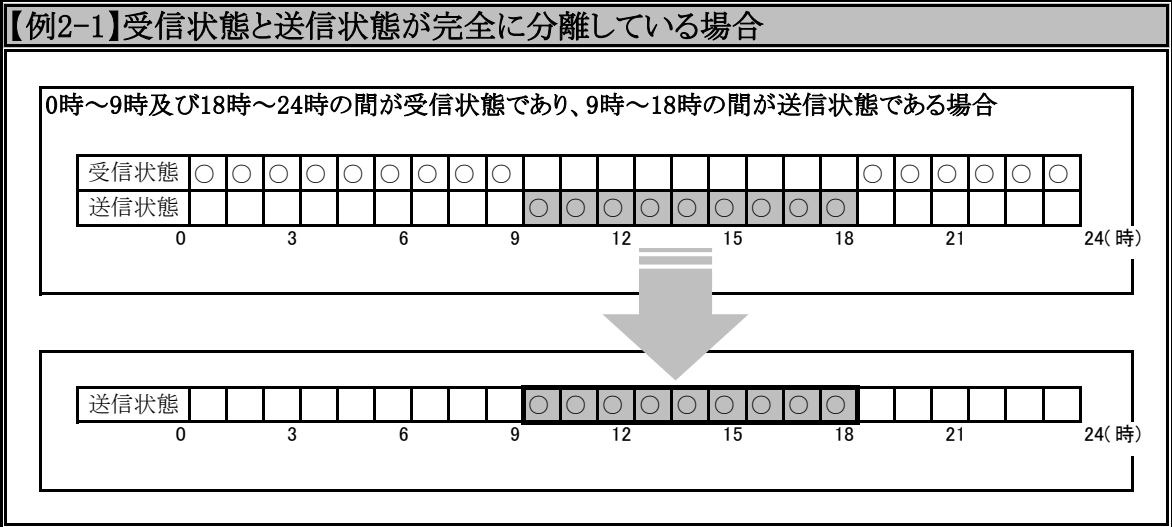 【例2-1】受信状態と送信状態が完全に分離している場合
0時～9時及び18時～24時の間が受信状態であり、9時～18時の間が送信状態である場合
受信状態 ○ ○ ○ ○ ○ ○ ○ ○ ○ ○ ○ ○ ○ ○ ○
送信状態 ○ ○ ○ ○ ○ ○ ○ ○ ○
0 3 6 9 12 15 18 21 24(時)
送信状態 ○ ○ ○ ○ ○ ○ ○ ○ ○
0 3 6 9 12 15 18 21 24(時)